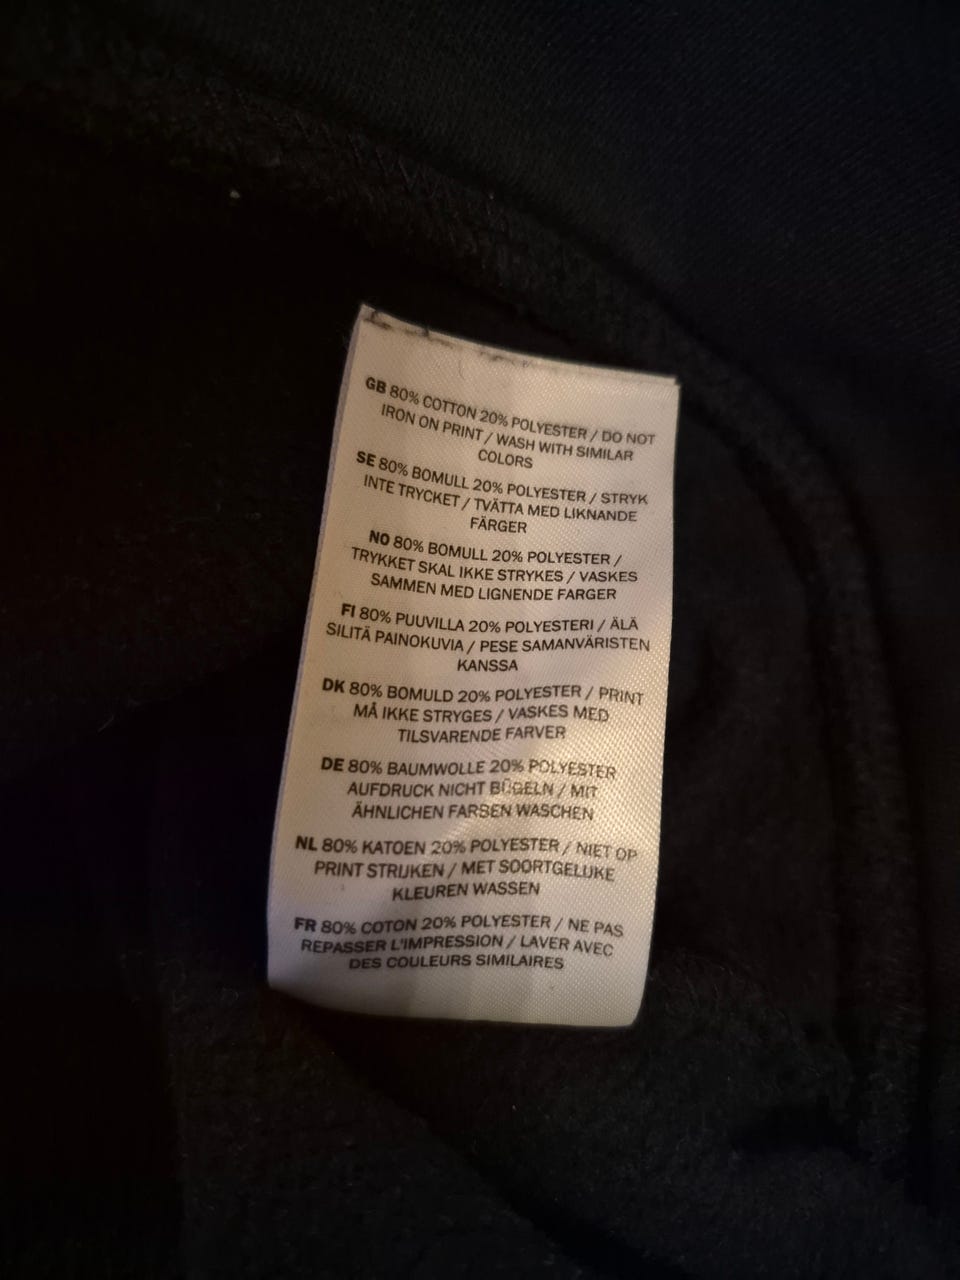 GB 80% COTTON 20% POLYESTER / DO NOT
IRON ON PRINT / WASH WITH SIMILAR
COLORS
SE 80% BOMULL 20% POLYESTER / STRYK
INTE TRYCKET / TVÄTTA MED LIKNANDE
FÄRGER
NO 80% BOMULL 20% POLYESTER /
TRYKKET SKAL IKKE STRYKES / VASKES
SAMMEN MED LIGNENDE FARGER
FI 80% PUUVILLA 20% POLYESTERI / ÄLÄ
SILITÄ PAINOKUVIA / PESE SAMANVÄRISTEN
KANSSA
DK 80% BOMULD 20% POLYESTER / PRINT
MÅ IKKE STRYGES / VASKES MED
TILSVARENDE FARVER
DE 80% BAUMWOLLE 20% POLYESTER
AUFDRUCK NICHT BÜGELN / MIT
ÄHNLICHEN FARBEN WASCHEN
NL 80% KATOEN 20% POLYESTER / NIET OP
PRINT STRIJKEN / MET SOORTGELIJKE
KLEUREN WASSEN
FR 80% COTON 20% POLYESTER / NE PAS
REPASSER L'IMPRESSION / LAVER AVEC
DES COULEURS SIMILAIRES